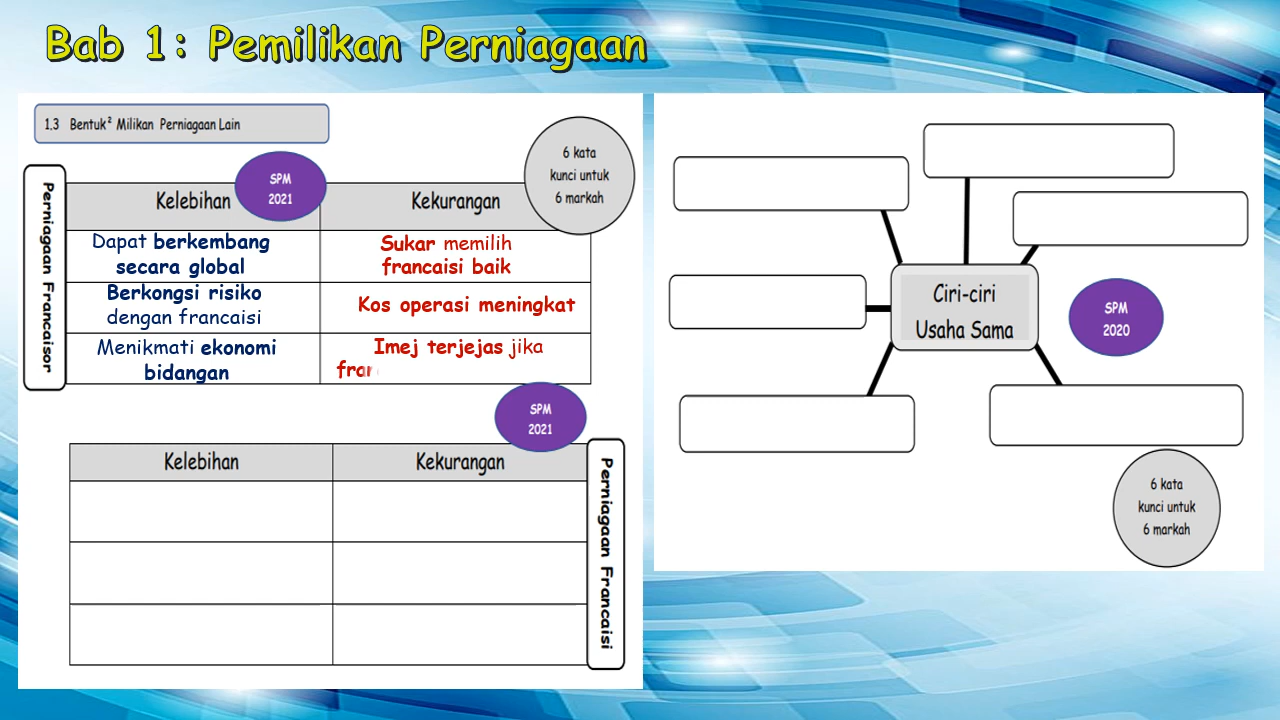 Bab 1: Pemilikan Perniagaan
1.3 Bentuk² Milikan Perniagaan Lain
6 kata
kunci untuk
6 markah
SPM
2021
Perniagaan Francaisor
Kelebihan
Kekurangan
Dapat berkembang
secara global
Sukar memilih
francaisi baik
Berkongsi risiko
dengan francaisi
Kos operasi meningkat
Menikmati ekonomi
bidangan
Imej terjejas jika
SPM
2021
Kelebihan
Kekurangan
Perniagaan Francaisi
Ciri-ciri
Usaha Sama
SPM
2020
6 kata
kunci untuk
6 markah